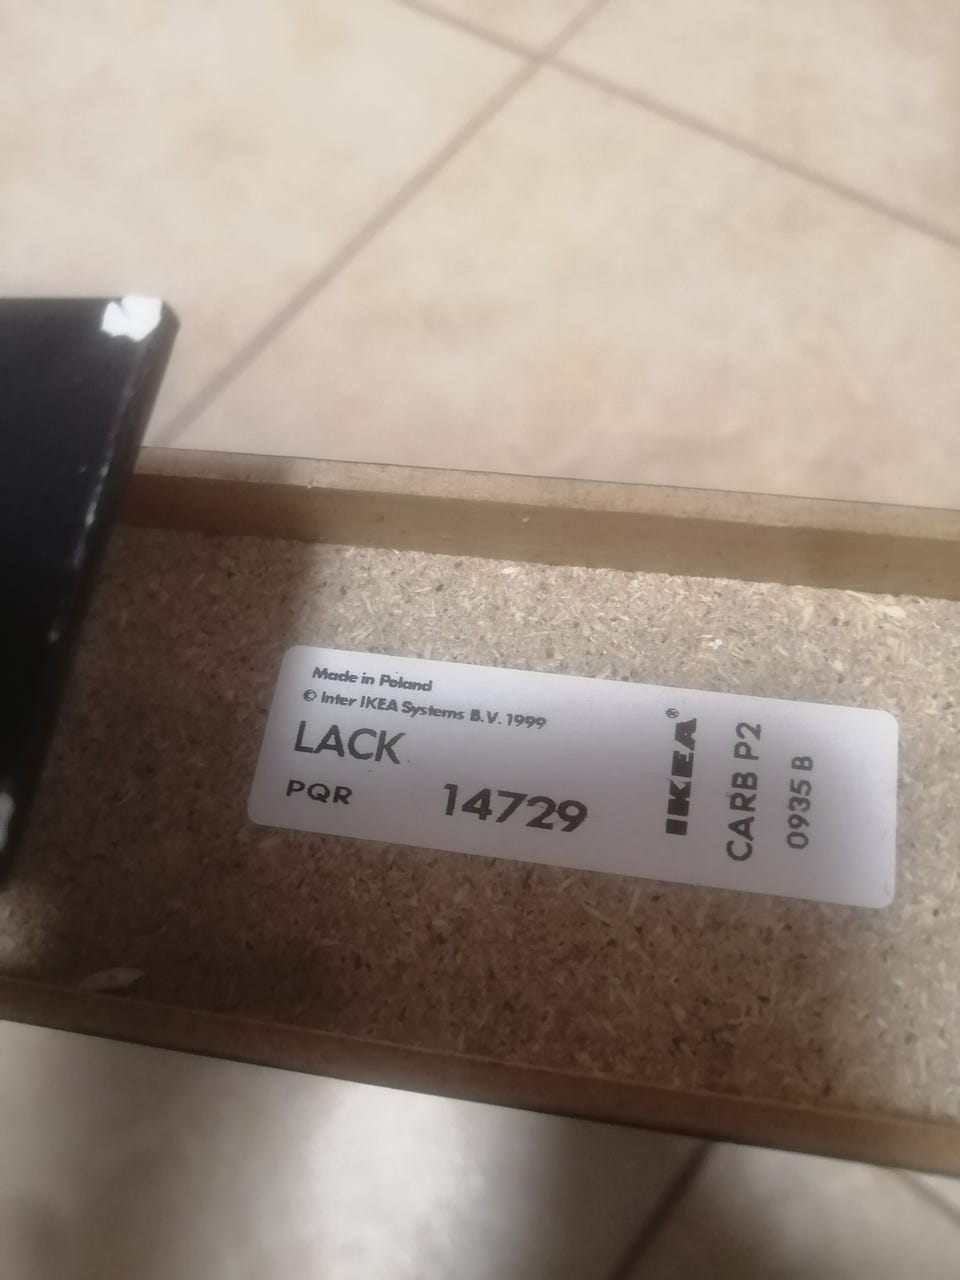 Made in Poland
© Inter IKEA Systems B.V. 1999
LACK
PQR 14729
IKEA®
CARB P2
0935 B